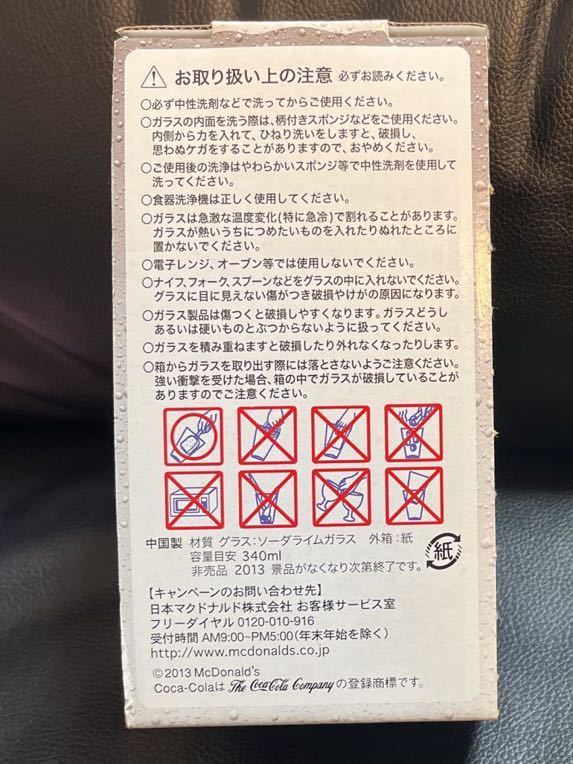 お取り扱い上の注意 必ずお読みください。
○必ず中性洗剤などで洗ってからご使用ください。
○ガラスの内面を洗う際は、柄付きスポンジなどをご使用ください。
内側から力を入れて、ひねり洗いをしますと、破損し、
思わぬケガをすることがありますので、おやめください。
○ご使用後の洗浄はやわらかいスポンジ等で中性洗剤を使用して
洗ってください。
○食器洗浄機は正しく使用してください。
○ガラスは急激な温度変化(特に急冷)で割れることがあります。
ガラスが熱いうちにつめたいものを入れたりぬれたところに
置かないでください。
○電子レンジ、オーブン等では使用しないでください。
○ナイフ、フォーク、スプーンなどをグラスの中に入れないでください。
グラスに目に見えない傷がつき破損やけがの原因になります。
○ガラス製品は傷つくと破損しやすくなります。ガラスどうし
あるいは硬いものとぶつからないように扱ってください。
○ガラスを積み重ねますと破損したり外れなくなったりします。
○箱からガラスを取り出す際には落とさないようご注意ください。
強い衝撃を受けた場合、箱の中でガラスが破損していることが
ありますのでご注意ください。
中国製 材質 グラス:ソーダライムガラス 外箱:紙
容量目安 340ml
非売品 2013 景品がなくなり次第終了です。
紙
【キャンペーンのお問い合わせ先】
日本マクドナルド株式会社 お客様サービス室
フリーダイヤル 0120-010-916
受付時間 AM9:00~PM5:00(年末年始を除く)
http://www.mcdonalds.co.jp
©2013 McDonald's
Coca-Colaは The Coca-Cola Company の登録商標です。